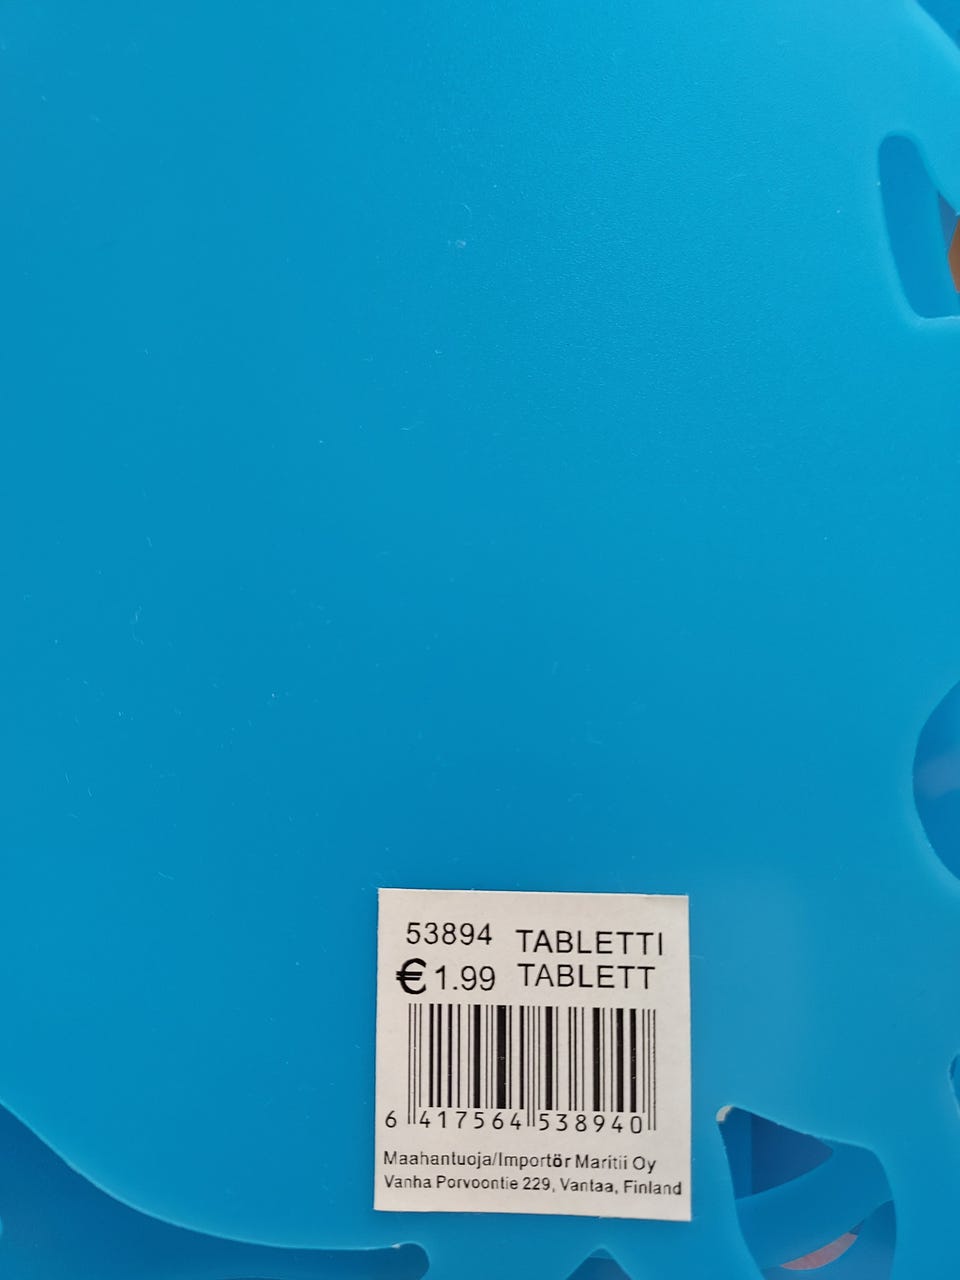 53894 TABLETTI
€ 1.99 TABLETT
6 417564 538940
Maahantuoja/Importör Maritii Oy
Vanha Porvoontie 229, Vantaa, Finland